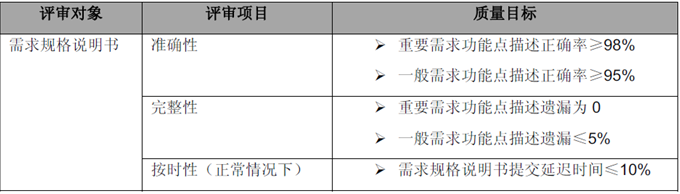 评审对象 评审项目 质量目标
需求规格说明书 准确性 ➢ 重要需求功能点描述正确率≥98%
➢ 一般需求功能点描述正确率≥95%
完整性 ➢ 重要需求功能点描述遗漏为 0
➢ 一般需求功能点描述遗漏≤5%
按时性（正常情况下） ➢ 需求规格说明书提交延迟时间≤10%